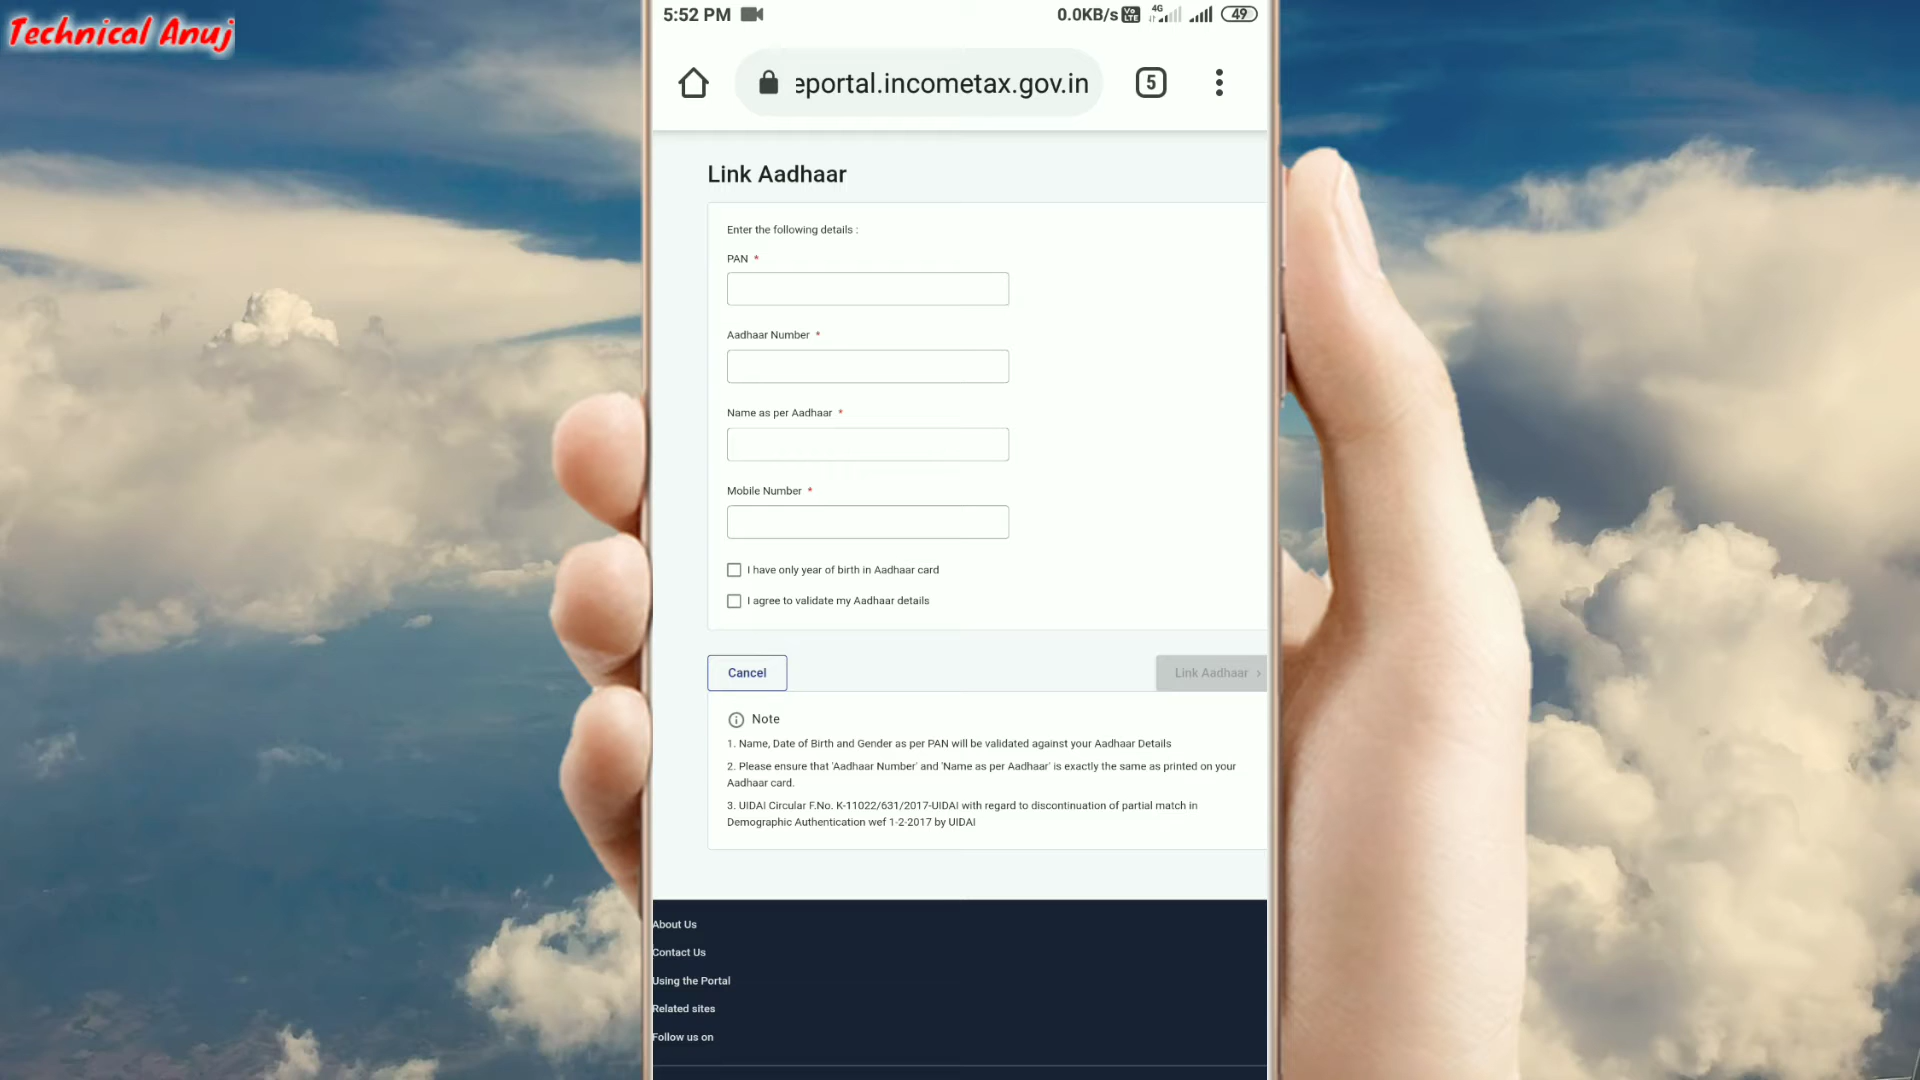 Technical Anuj
5:52 PM
0.0KB/s Vo LTE 4G 49
eportal.incometax.gov.in
5
Link Aadhaar
Enter the following details :
PAN *
Aadhaar Number *
Name as per Aadhaar *
Mobile Number *
I have only year of birth in Aadhaar card
I agree to validate my Aadhaar details
Cancel
Link Aadhaar >
Note
1. Name, Date of Birth and Gender as per PAN will be validated against your Aadhaar Details
2. Please ensure that 'Aadhaar Number' and 'Name as per Aadhaar' is exactly the same as printed on your
Aadhaar card.
3. UIDAI Circular F.No. K-11022/631/2017-UIDAI with regard to discontinuation of partial match in
Demographic Authentication wef 1-2-2017 by UIDAI
About Us
Contact Us
Using the Portal
Related sites
Follow us on